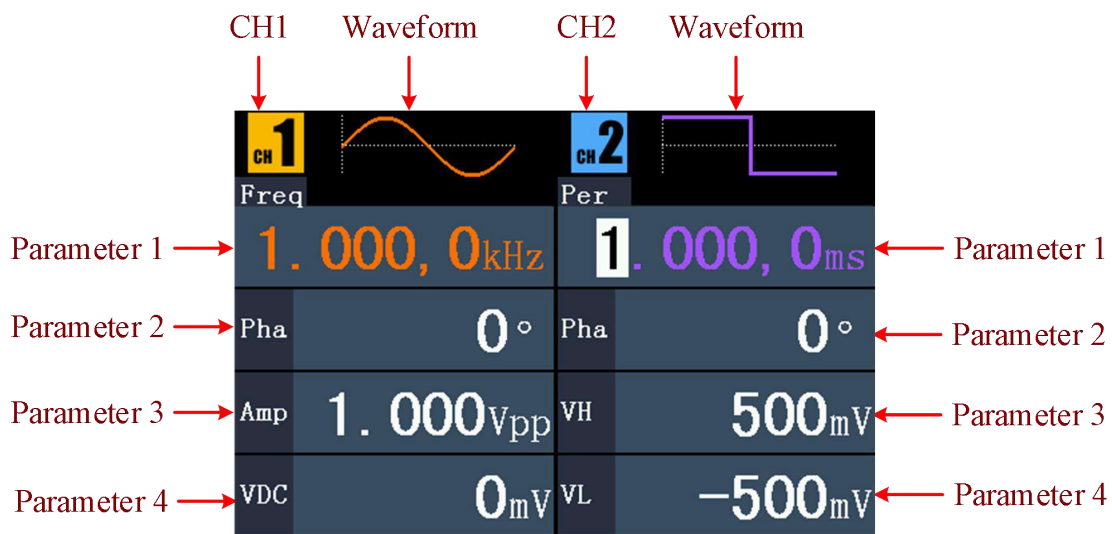 CH1 Waveform CH2 Waveform
CH 1 CH 2
Freq Per
Parameter 1 1.000,0kHz 1.000,0ms Parameter 1
Parameter 2 Pha 0° Pha 0° Parameter 2
Parameter 3 Amp 1.000Vpp VH 500mV Parameter 3
Parameter 4 VDC 0mV VL -500mV Parameter 4